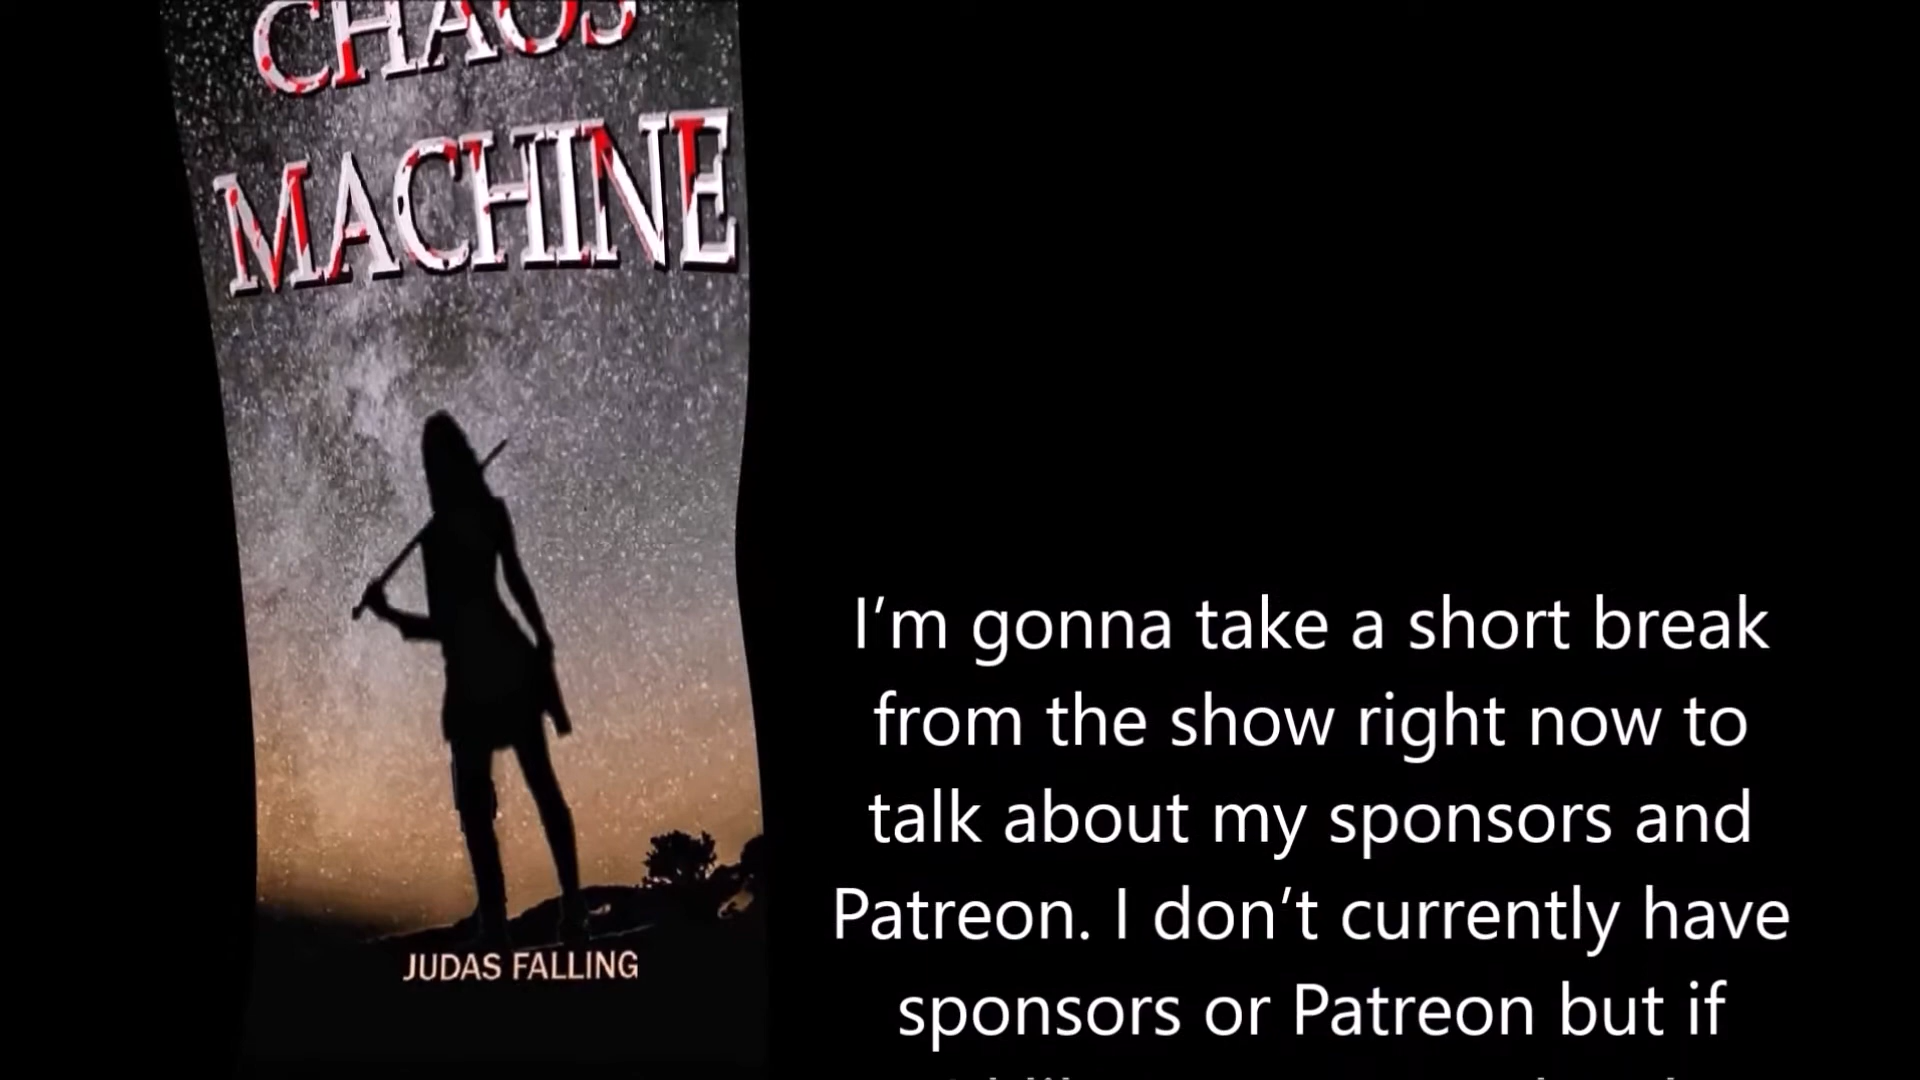 CHAOS
MACHINE
JUDAS FALLING
I’m gonna take a short break
from the show right now to
talk about my sponsors and
Patreon. I don’t currently have
sponsors or Patreon but if